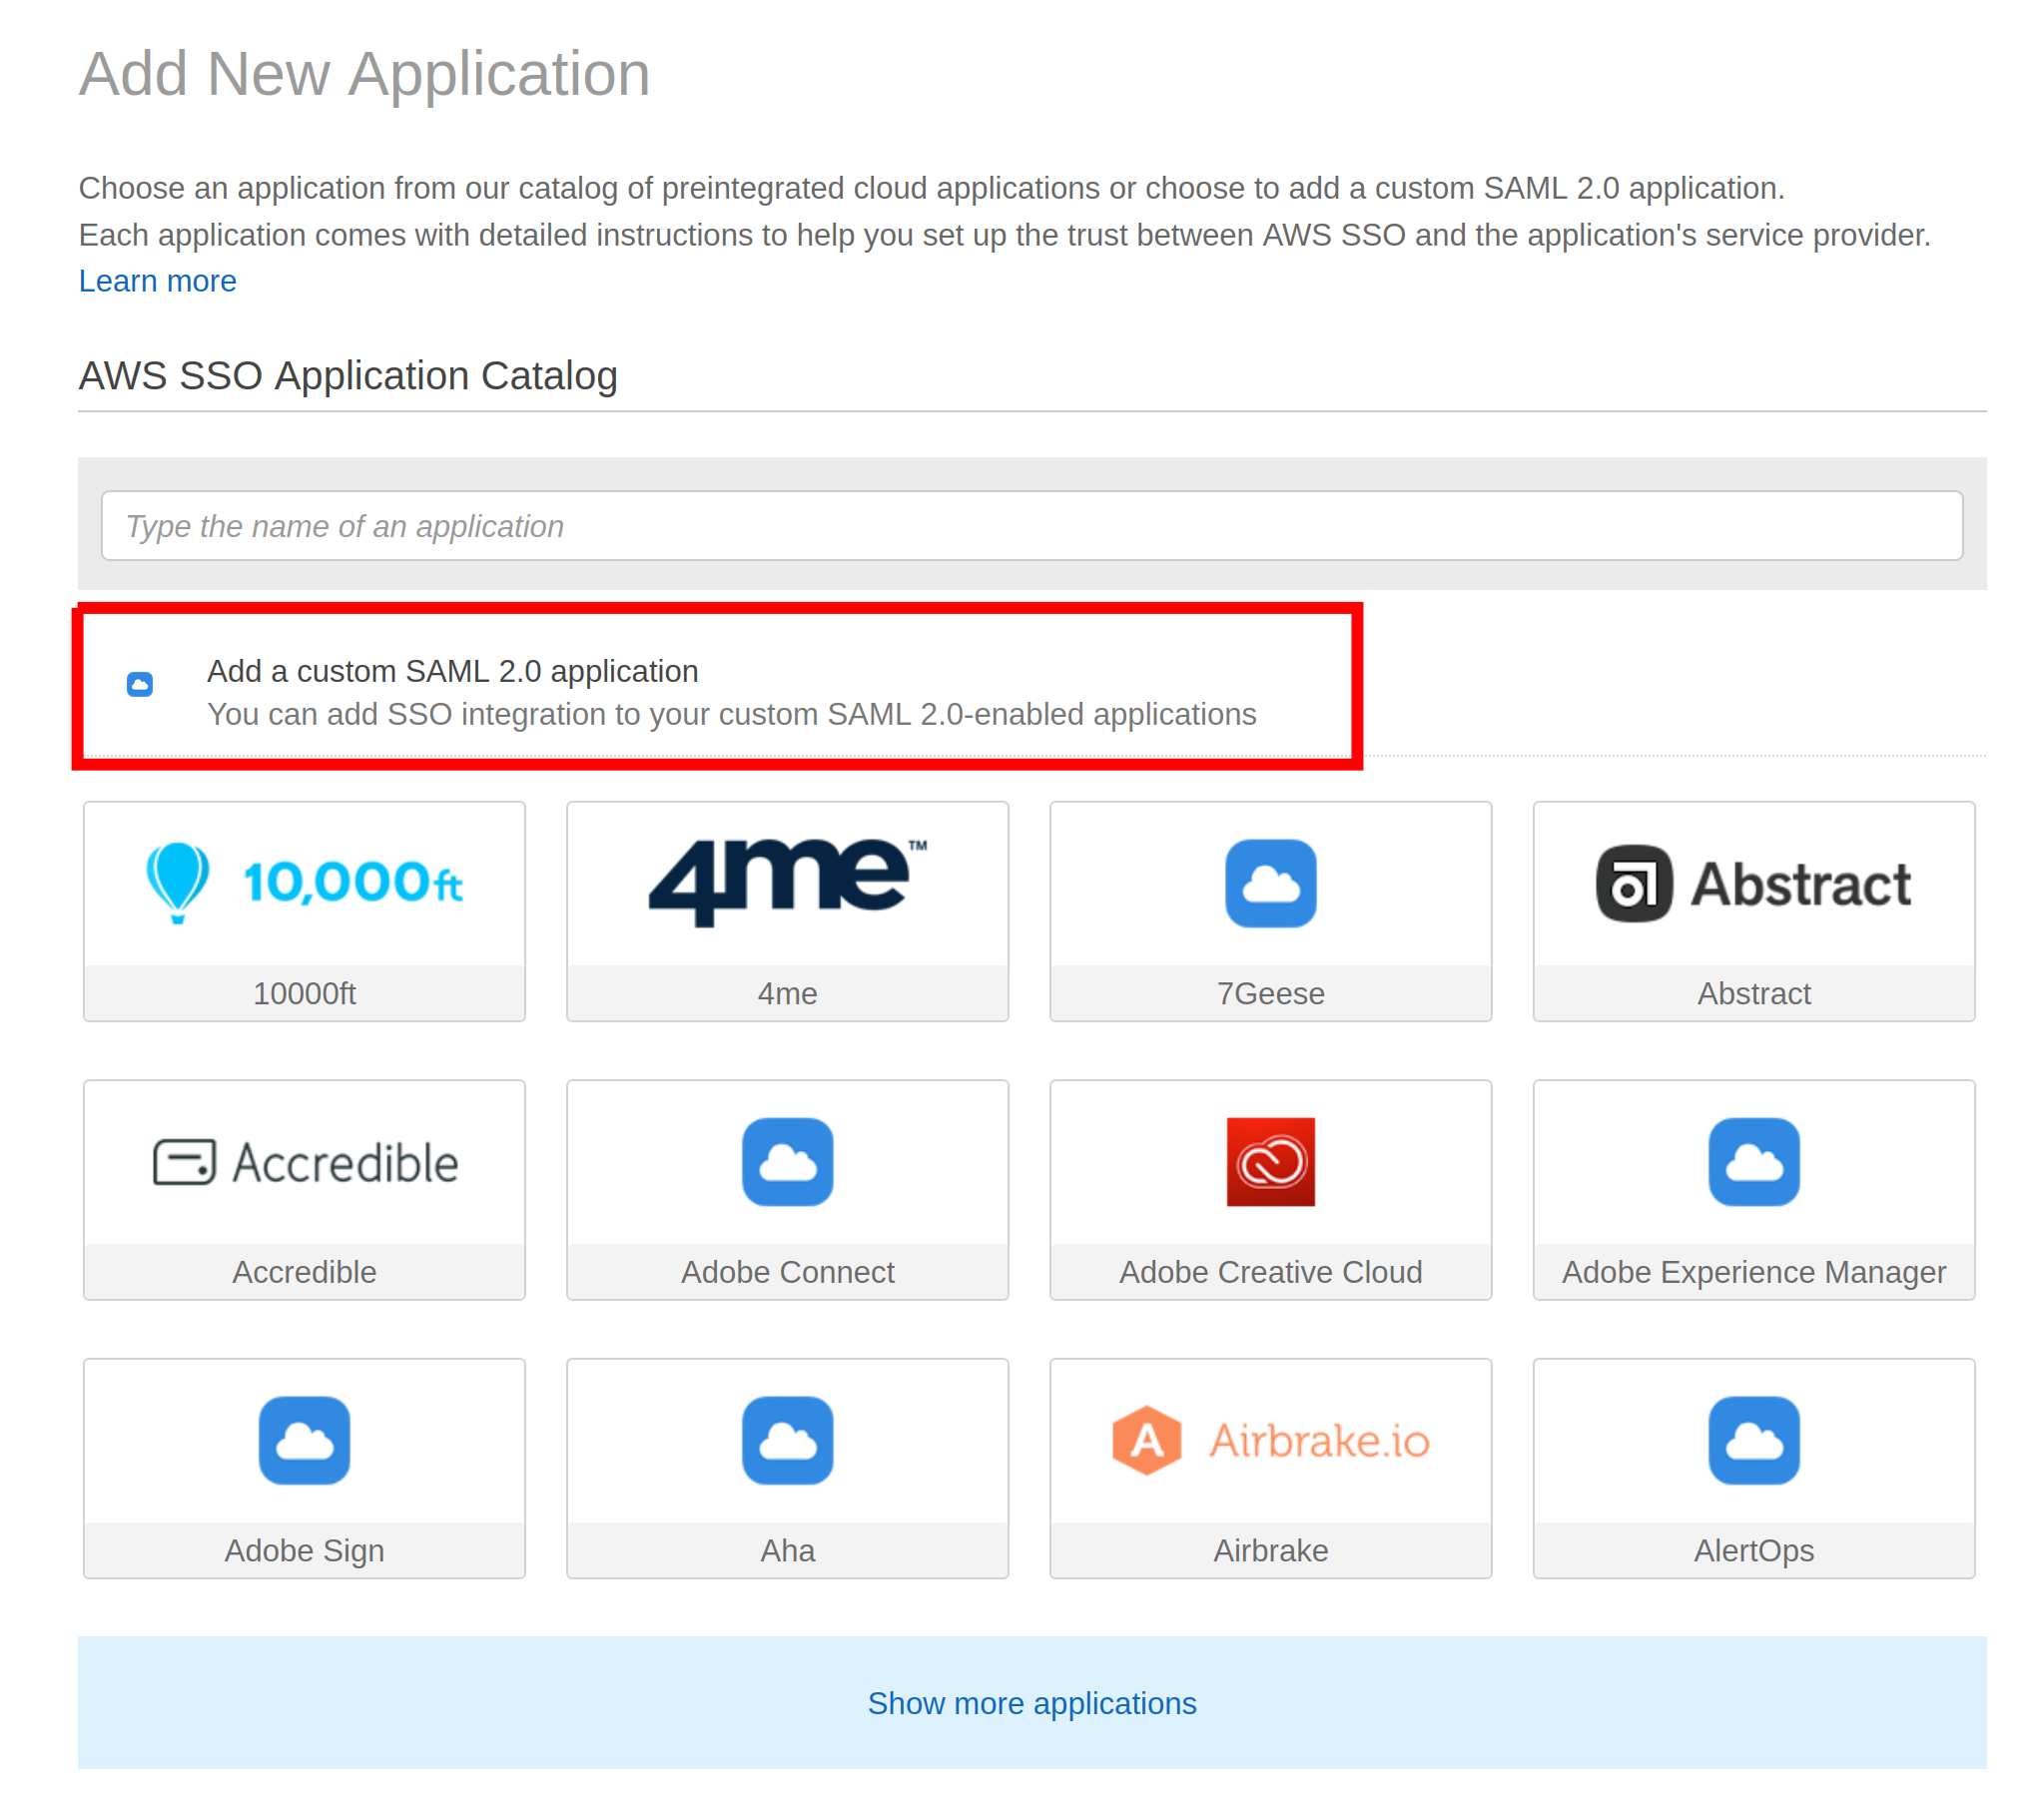 Add New Application
Choose an application from our catalog of preintegrated cloud applications or choose to add a custom SAML 2.0 application.
Each application comes with detailed instructions to help you set up the trust between AWS SSO and the application's service provider.
Learn more
AWS SSO Application Catalog
Type the name of an application
Add a custom SAML 2.0 application
You can add SSO integration to your custom SAML 2.0-enabled applications
10,000ft
4me™
Abstract
10000ft
4me
7Geese
Abstract
Accredible
Accredible
Adobe Connect
Adobe Creative Cloud
Adobe Experience Manager
A Airbrake.io
Adobe Sign
Aha
Airbrake
AlertOps
Show more applications